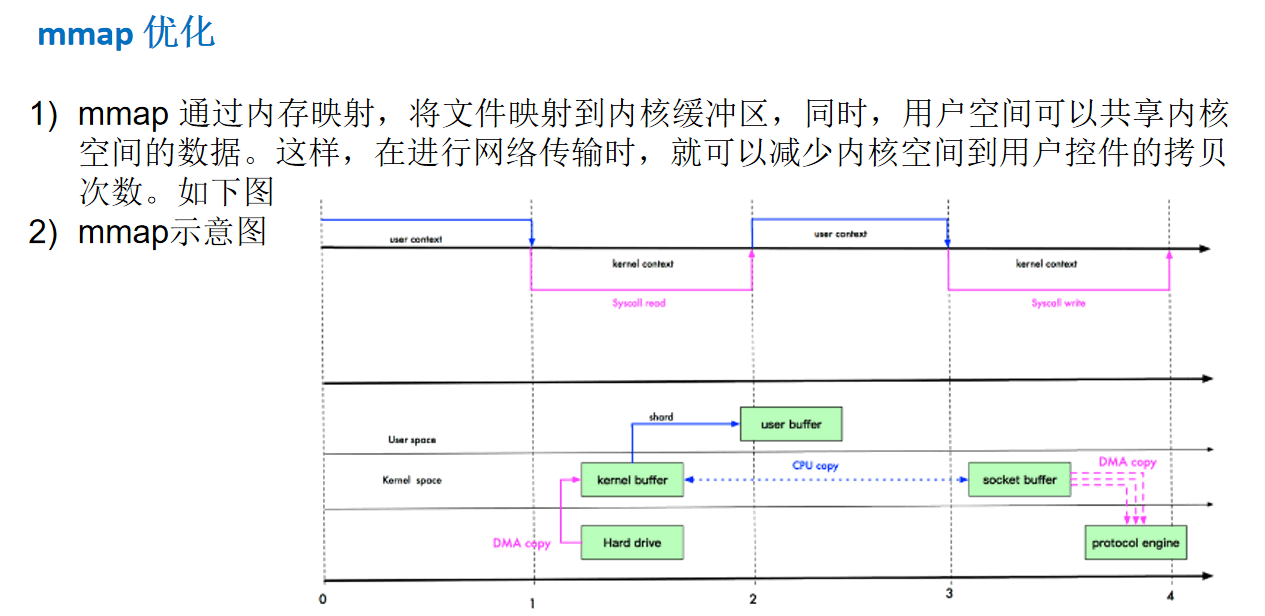 mmap 优化
1) mmap 通过内存映射，将文件映射到内核缓冲区，同时，用户空间可以共享内核
空间的数据。这样，在进行网络传输时，就可以减少内核空间到用户控件的拷贝
次数。如下图
2) mmap示意图
user context
user context
kernel context
kernel context
Syscall read
Syscall write
shard
user buffer
User space
CPU copy
DMA copy
Kernel space
kernel buffer
socket buffer
DMA copy
Hard drive
protocol engine
0
1
2
3
4